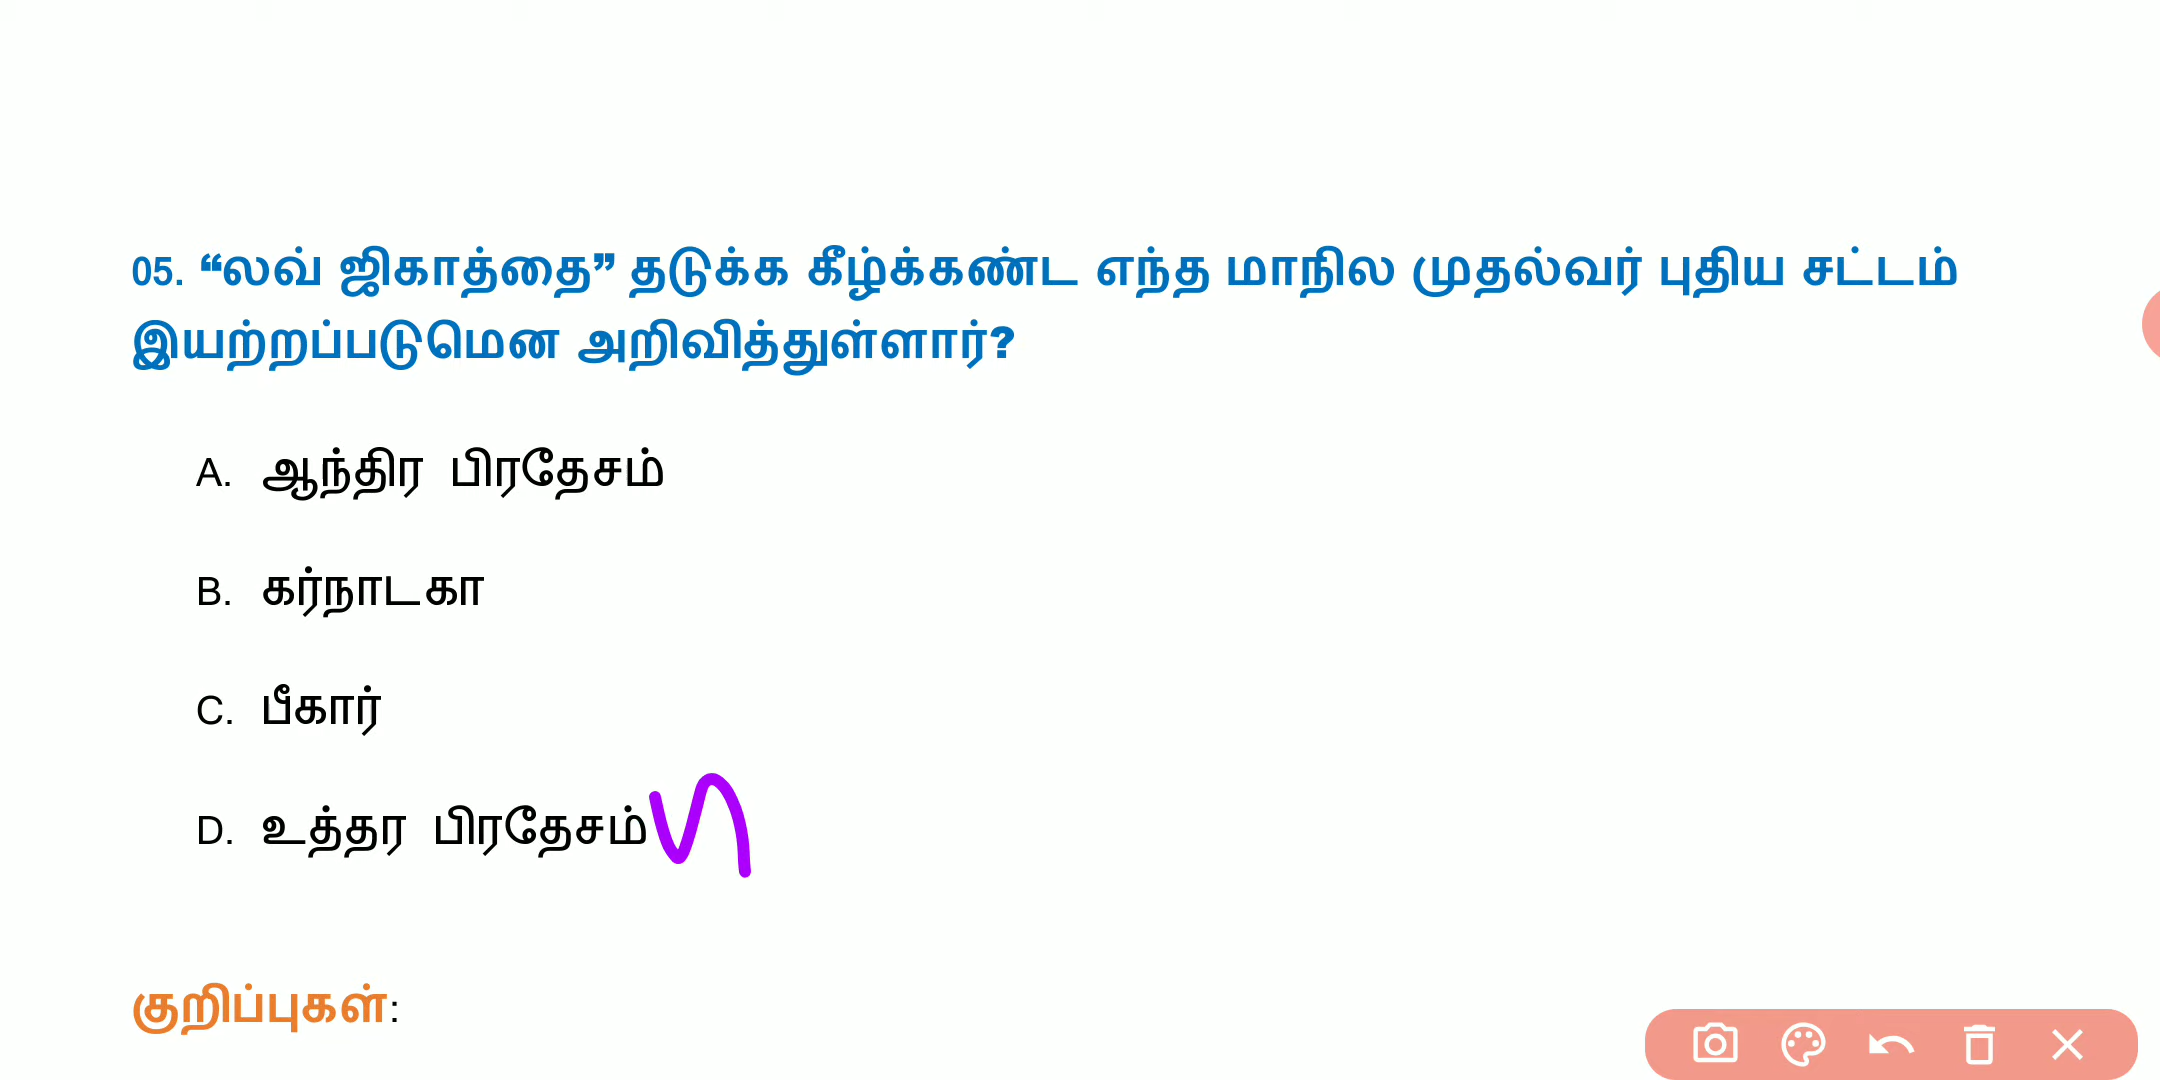 05. “லவ் ஜிகாத்தை” தடுக்க கீழ்க்கண்ட எந்த மாநில முதல்வர் புதிய சட்டம்
இயற்றப்படுமென அறிவித்துள்ளார்?
A. ஆந்திர பிரதேசம்
B. கர்நாடகா
C. பீகார்
D. உத்தர பிரதேசம்
குறிப்புகள்: